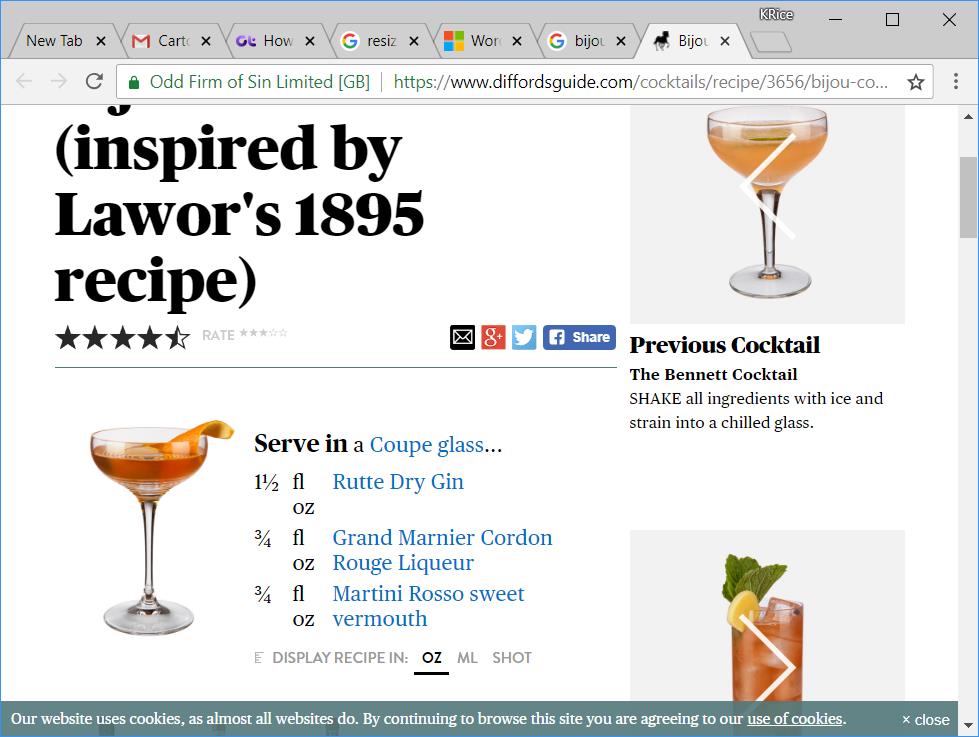 KRice
New Tab
Carto
How
resiz
Word
bijou
Bijou
Odd Firm of Sin Limited [GB] https://www.diffordsguide.com/cocktails/recipe/3656/bijou-co...
(inspired by
Lawor's 1895
recipe)
RATE
Share
Serve in a Coupe glass...
1½ fl oz Rutte Dry Gin
¾ fl oz Grand Marnier Cordon
Rouge Liqueur
¾ fl oz Martini Rosso sweet
vermouth
DISPLAY RECIPE IN: OZ ML SHOT
Previous Cocktail
The Bennett Cocktail
SHAKE all ingredients with ice and
strain into a chilled glass.
Our website uses cookies, as almost all websites do. By continuing to browse this site you are agreeing to our use of cookies.
× close